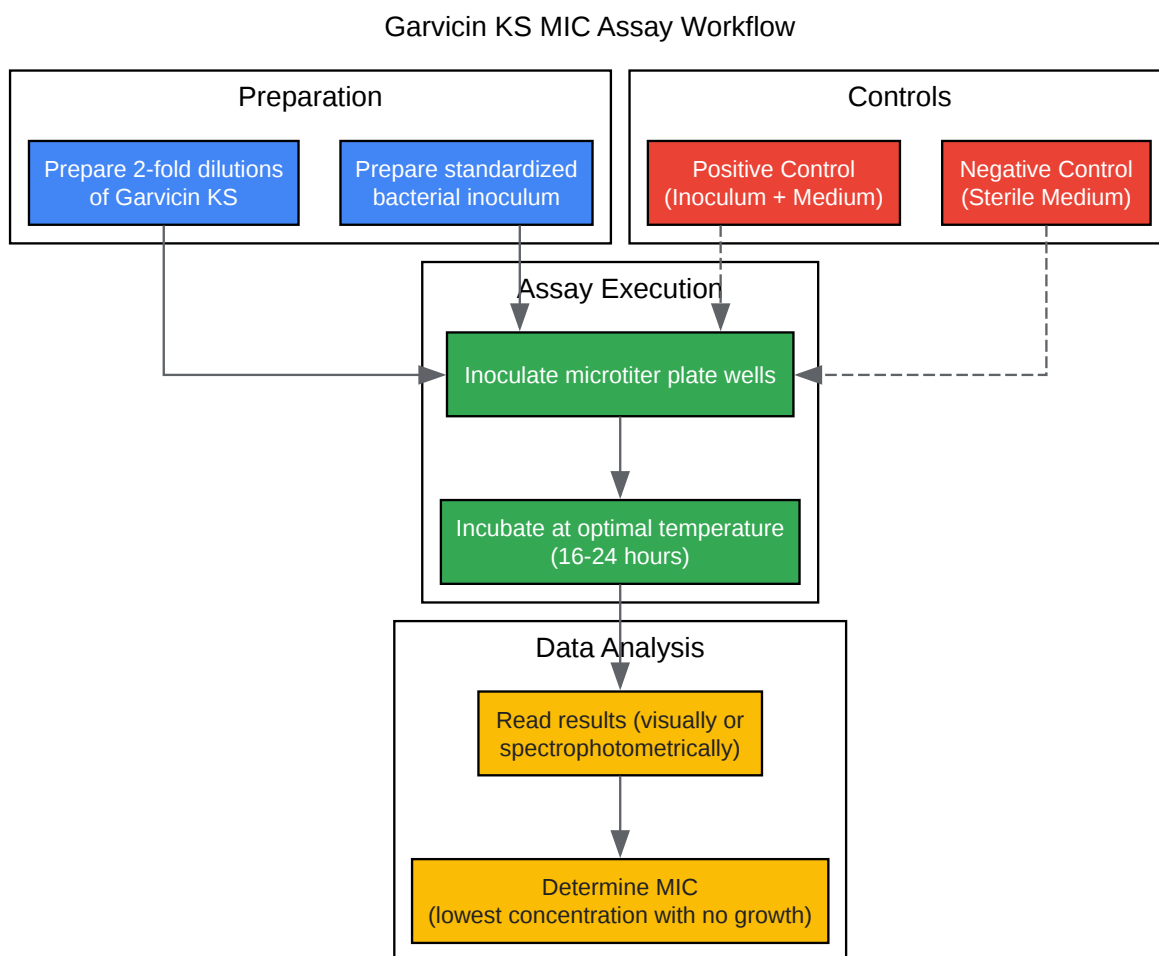 Garvicin KS MIC Assay Workflow
Preparation
Prepare 2-fold dilutions
of Garvicin KS
Prepare standardized
bacterial inoculum
Controls
Positive Control
(Inoculum + Medium)
Negative Control
(Sterile Medium)
Assay Execution
Inoculate microtiter plate wells
Incubate at optimal temperature
(16-24 hours)
Data Analysis
Read results (visually or
spectrophotometrically)
Determine MIC
(lowest concentration with no growth)